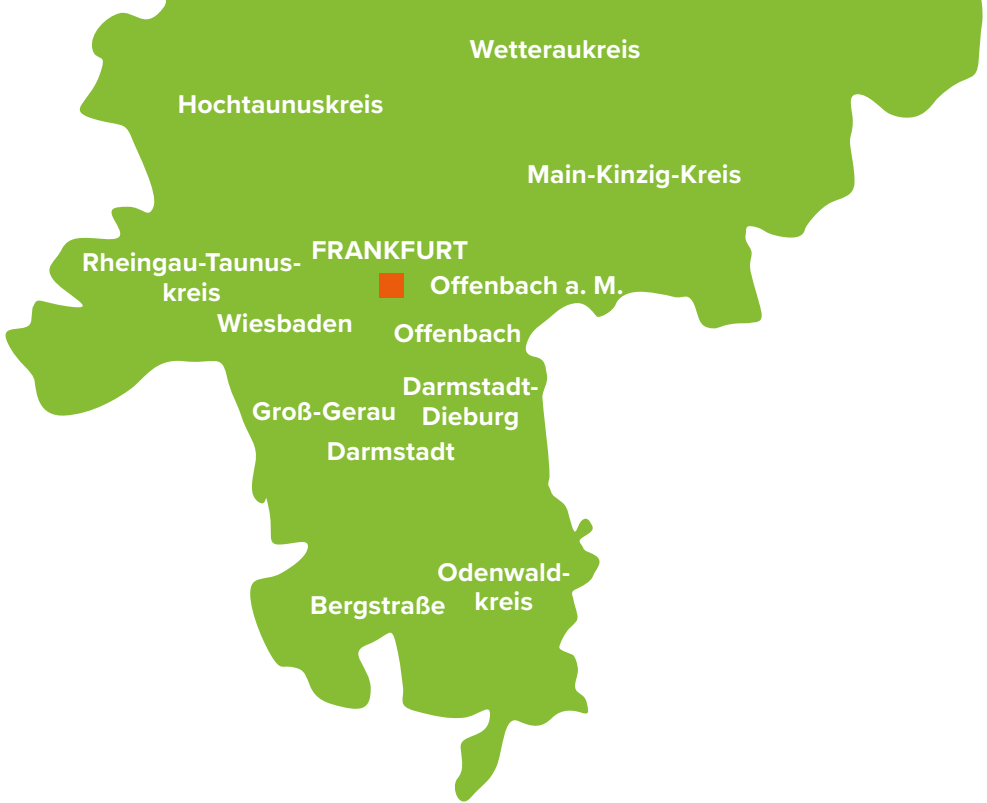 Wetteraukreis
Hochtaunuskreis
Main-Kinzig-Kreis
FRANKFURT
Rheingau-Taunus-
kreis
Offenbach a. M.
Wiesbaden
Offenbach
Darmstadt-
Dieburg
Groß-Gerau
Darmstadt
Odenwald-
kreis
Bergstraße